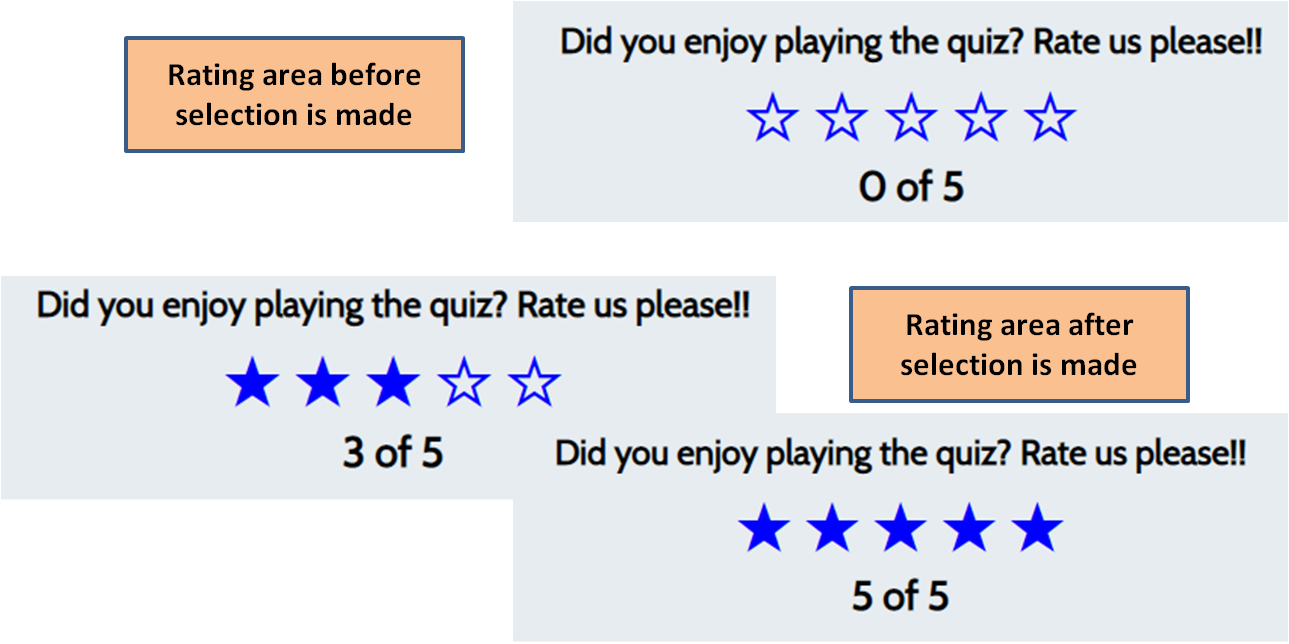 Rating area before
selection is made
Did you enjoy playing the quiz? Rate us please!!
0 of 5
Did you enjoy playing the quiz? Rate us please!!
3 of 5
Rating area after
selection is made
Did you enjoy playing the quiz? Rate us please!!
5 of 5